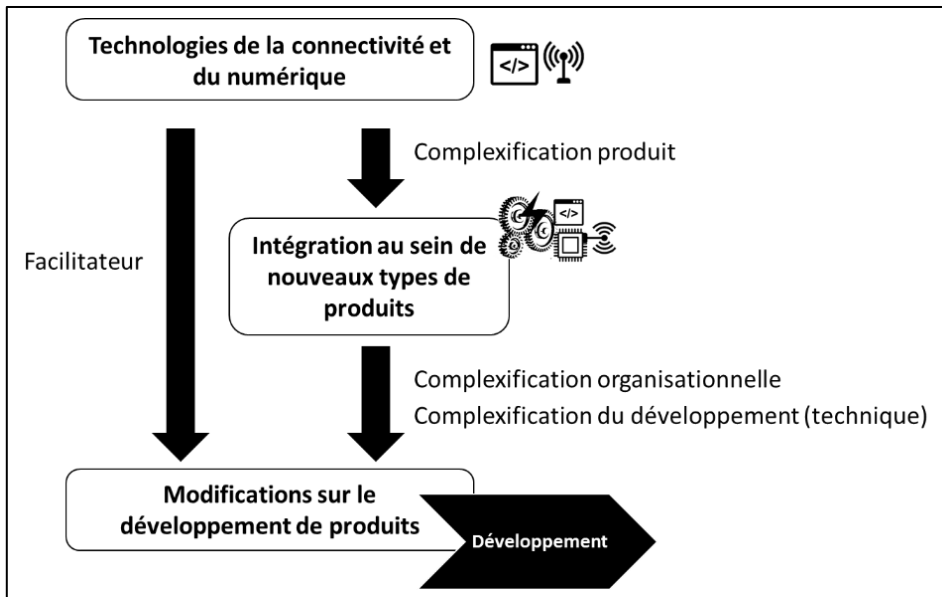 Technologies de la connectivité et
du numérique
</>
Complexification produit
</>
Facilitateur
Intégration au sein de
nouveaux types de
produits
Complexification organisationnelle
Complexification du développement (technique)
Modifications sur le
développement de produits
Développement